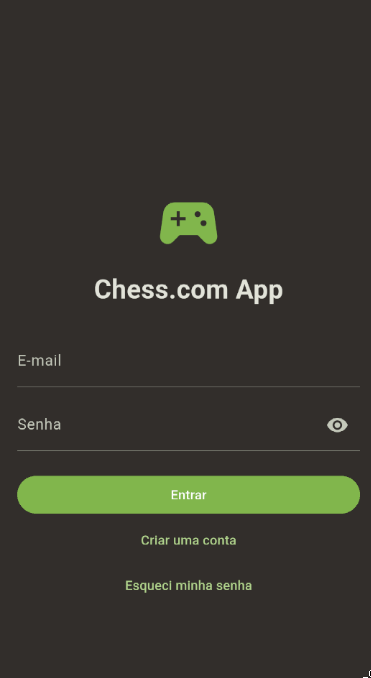 Chess.com App
E-mail
Senha
Entrar
Criar uma conta
Esqueci minha senha